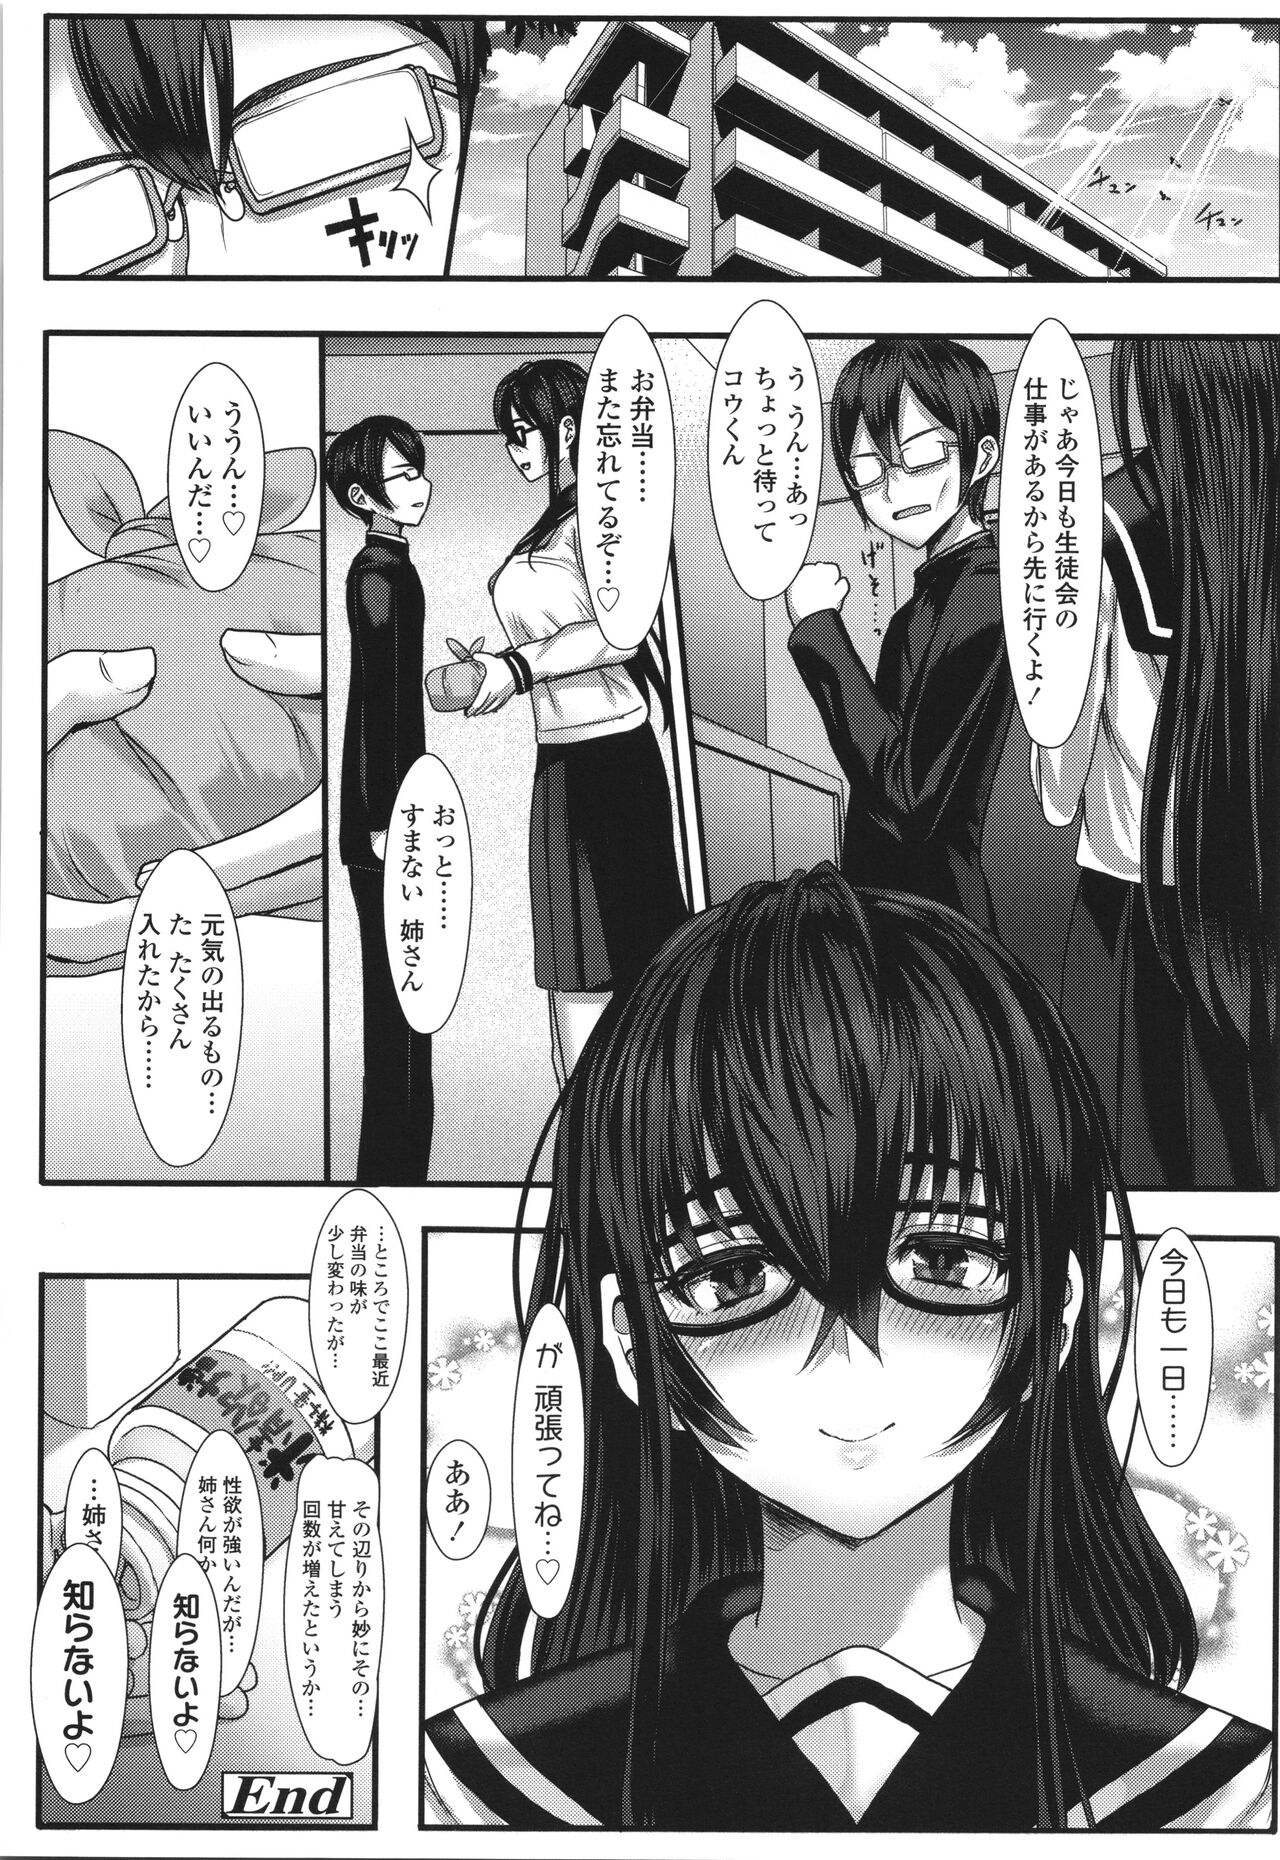 チュン
チュン
キリッ
じゃあ今日も生徒会の
仕事があるから先に行くよ！
げそ…っ
う うん…あっ
ちょっと待って
コウくん
お弁当……
また忘れてるぞ……♡
おっと……
すまない 姉さん
ううん…♡
いいんだ…♡
元気の出るもの…
た たくさん
入れたから……
今日も一日……
が 頑張ってね…♡
ああ！
…ところでここ最近
弁当の味が
少し変わったが…
その辺りから妙にその…
甘えてしまう
回数が増えたというか…
性欲が強いんだが…
姉さん何か
知らないよ♡
…姉さ
知らないよ♡
End